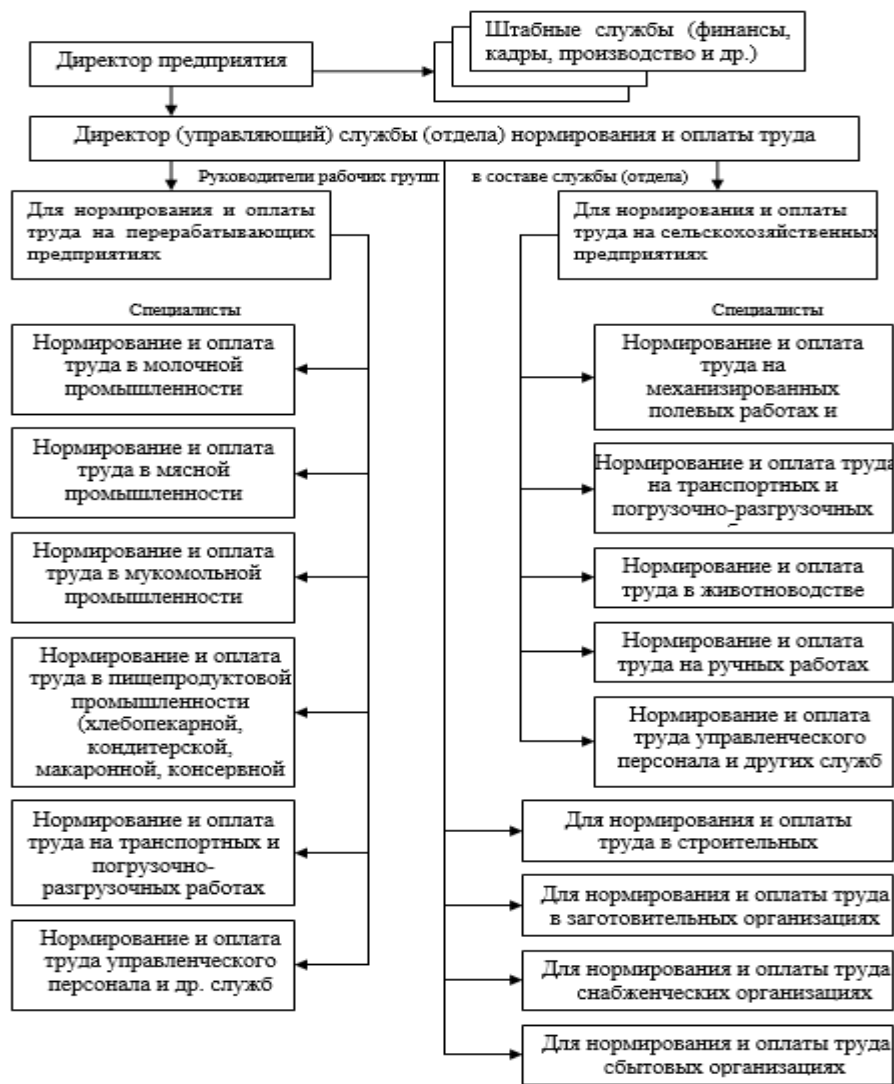 Штабные службы (финансы,
кадры, производство и др.)
Директор предприятия
Директор (управляющий) службы (отдела) нормирования и оплаты труда
Руководители рабочих групп
в составе службы (отдела)
Для нормирования и оплаты
труда на перерабатывающих
предприятиях
Для нормирования и оплаты
труда на сельскохозяйственных
предприятиях
Специалисты
Нормирование и оплата
труда в молочной
промышленности
Нормирование и оплата
труда в мясной
промышленности
Нормирование и оплата
труда в мукомольной
промышленности
Нормирование и оплата
труда в пищепродуктовой
промышленности
(хлебопекарной,
кондитерской,
макаронной, консервной
Нормирование и оплата
труда на транспортных и
погрузочно-
разгрузочных работах
Нормирование и оплата
труда управленческого
персонала и др. служб
Специалисты
Нормирование и оплата
труда на
механизированных
полевых работах и
Нормирование и оплата труда
на транспортных и
погрузочно-разгрузочных
Нормирование и оплата
труда в животноводстве
Нормирование и оплата
труда на ручных работах
Нормирование и оплата
труда управленческого
персонала и других служб
Для нормирования и оплаты
труда в строительных
Для нормирования и оплаты труда
в заготовительных организациях
Для нормирования и оплаты труда
снабженческих организациях
Для нормирования и оплаты труда
сбытовых организациях